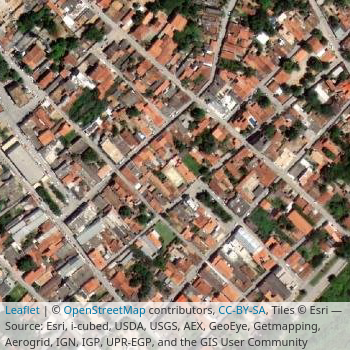 Leaflet | © OpenStreetMap contributors, CC-BY-SA, Tiles © Esri —
Source: Esri, i-cubed, USDA, USGS, AEX, GeoEye, Getmapping,
Aerogrid, IGN, IGP, UPR-EGP, and the GIS User Community